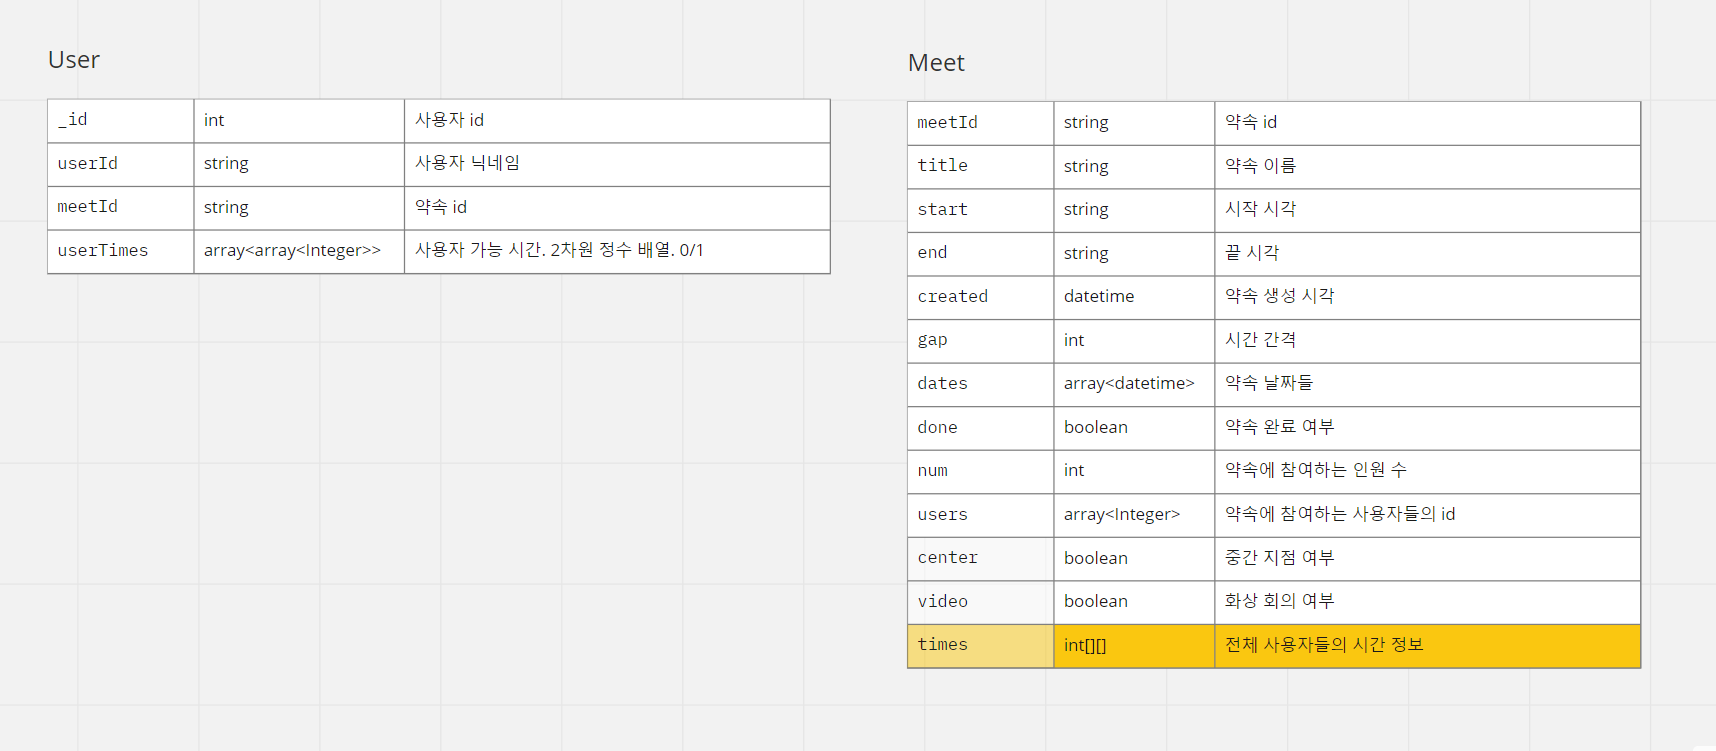 User
_id int 사용자 id
userId string 사용자 닉네임
meetId string 약속 id
userTimes array<array<Integer>> 사용자 가능 시간. 2차원 정수 배열. 0/1
Meet
meetId string 약속 id
title string 약속 이름
start string 시작 시각
end string 끝 시각
created datetime 약속 생성 시각
gap int 시간 간격
dates array<datetime> 약속 날짜들
done boolean 약속 완료 여부
num int 약속에 참여하는 인원 수
users array<Integer> 약속에 참여하는 사용자들의 id
center boolean 중간 지점 여부
video boolean 화상 회의 여부
times int[][] 전체 사용자들의 시간 정보